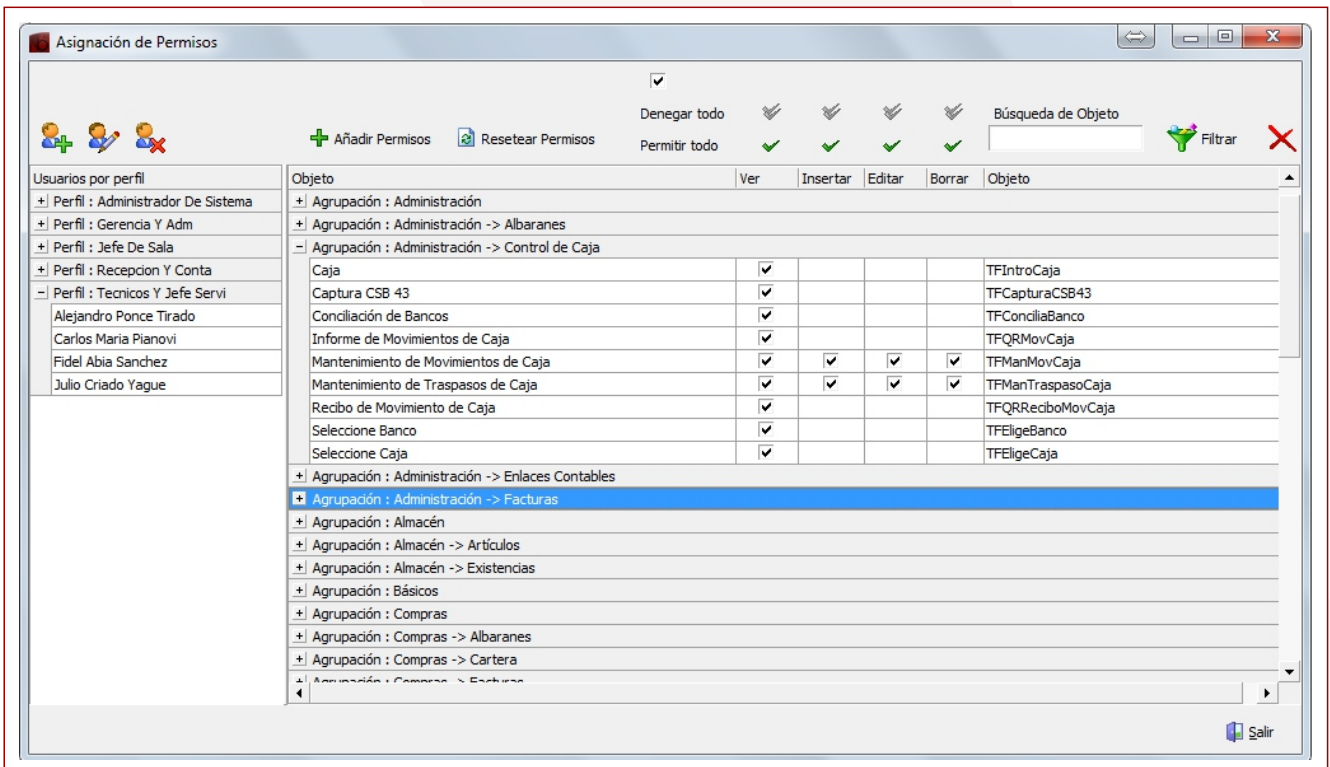 Asignación de Permisos
Denegar todo
Búsqueda de Objeto
Añadir Permisos Resetear Permisos Permitir todo Filtrar
Usuarios por perfil Objeto Ver Insertar Editar Borrar Objeto
Perfil : Administrador De Sistema
Perfil : Gerencia Y Adm
Perfil : Jefe De Sala
Perfil : Recepcion Y Conta
Perfil : Tecnicos Y Jefe Servi
Alejandro Ponce Tirado
Carlos Maria Pianovi
Fidel Abia Sanchez
Julio Criado Yague
Agrupación : Administración
Agrupación : Administración -> Albaranes
Agrupación : Administración -> Control de Caja
Caja TFIntroCaja
Captura CSB 43 TFCapturaCSB43
Conciliación de Bancos TFConciliaBanco
Informe de Movimientos de Caja TFQRMovCaja
Mantenimiento de Movimientos de Caja TFManMovCaja
Mantenimiento de Traspasos de Caja TFManTraspasoCaja
Recibo de Movimiento de Caja TFQRReciboMovCaja
Seleccione Banco TFEligeBanco
Seleccione Caja TFEligeCaja
Agrupación : Administración -> Enlaces Contables
Agrupación : Administración -> Facturas
Agrupación : Almacén
Agrupación : Almacén -> Artículos
Agrupación : Almacén -> Existencias
Agrupación : Básicos
Agrupación : Compras
Agrupación : Compras -> Albaranes
Agrupación : Compras -> Cartera
Agrupación : Compras -> Facturas
Salir